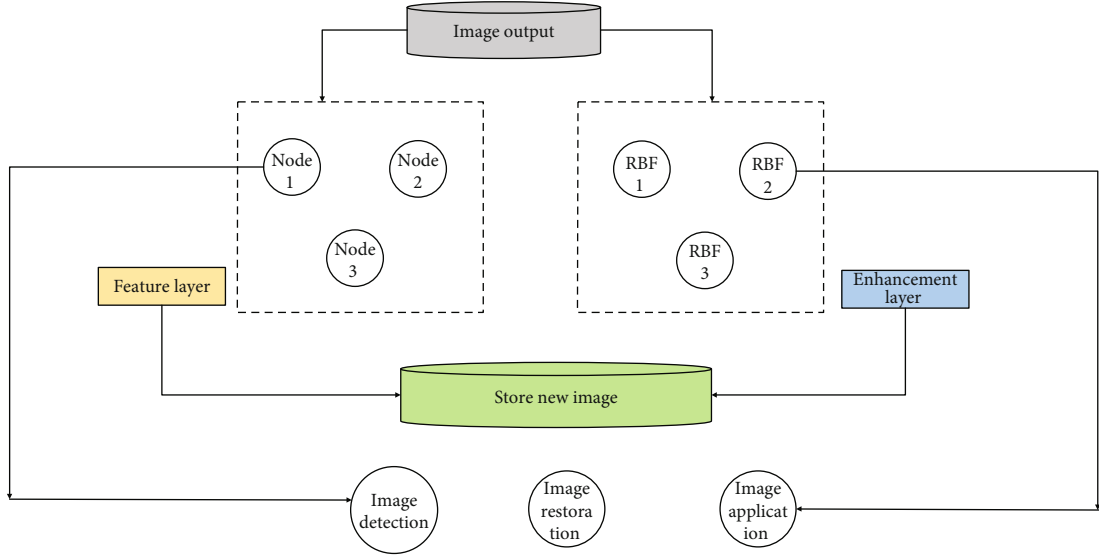 Image output
Node
1
Node
2
RBF
1
RBF
2
Node
3
RBF
3
Feature layer
Enhancement
layer
Store new image
Image
detection
Image
restora
tion
Image
applicat
ion